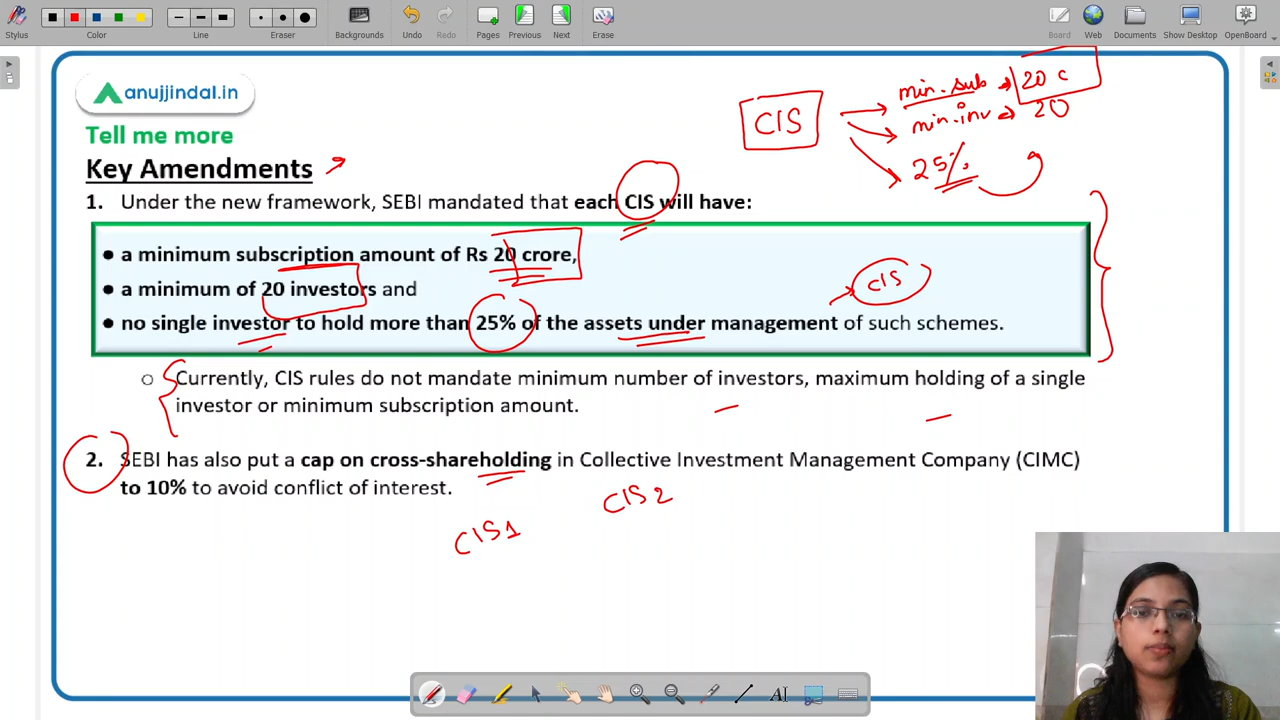 Stylus
Color
Line
Eraser
Backgrounds
Undo
Redo
Pages
Previous
Next
Erase
Board
Web
Documents
Show Desktop
OpenBoard
anujjindal.in
CIS
min. sub → 20 c
min. inv → 20
25%
Tell me more
Key Amendments
1. Under the new framework, SEBI mandated that each CIS will have:
● a minimum subscription amount of Rs 20 crore,
● a minimum of 20 investors and
CIS
● no single investor to hold more than 25% of the assets under management of such schemes.
○ Currently, CIS rules do not mandate minimum number of investors, maximum holding of a single
investor or minimum subscription amount.
2. SEBI has also put a cap on cross-shareholding in Collective Investment Management Company (CIMC)
to 10% to avoid conflict of interest.
CIS1 CIS2